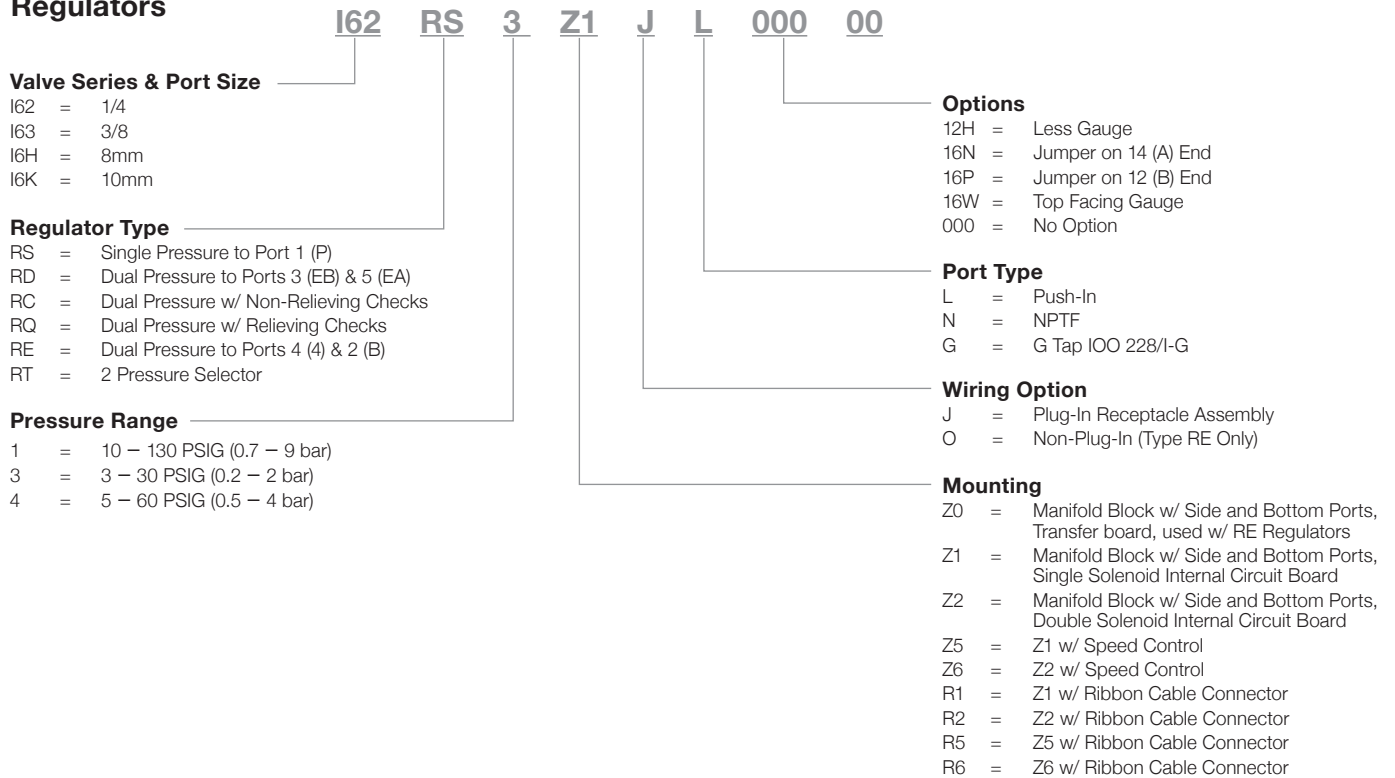 Regulators
I62 RS 3 Z1 J L 000 00
Valve Series & Port Size
I62 = 1/4
I63 = 3/8
I6H = 8mm
I6K = 10mm
Regulator Type
RS = Single Pressure to Port 1 (P)
RD = Dual Pressure to Ports 3 (EB) & 5 (EA)
RC = Dual Pressure w/ Non-Relieving Checks
RQ = Dual Pressure w/ Relieving Checks
RE = Dual Pressure to Ports 4 (4) & 2 (B)
RT = 2 Pressure Selector
Pressure Range
1 = 10 – 130 PSIG (0.7 – 9 bar)
3 = 3 – 30 PSIG (0.2 – 2 bar)
4 = 5 – 60 PSIG (0.5 – 4 bar)
Options
12H = Less Gauge
16N = Jumper on 14 (A) End
16P = Jumper on 12 (B) End
16W = Top Facing Gauge
000 = No Option
Port Type
L = Push-In
N = NPTF
G = G Tap IOO 228/I-G
Wiring Option
J = Plug-In Receptacle Assembly
O = Non-Plug-In (Type RE Only)
Mounting
Z0 = Manifold Block w/ Side and Bottom Ports,
Transfer board, used w/ RE Regulators
Z1 = Manifold Block w/ Side and Bottom Ports,
Single Solenoid Internal Circuit Board
Z2 = Manifold Block w/ Side and Bottom Ports,
Double Solenoid Internal Circuit Board
Z5 = Z1 w/ Speed Control
Z6 = Z2 w/ Speed Control
R1 = Z1 w/ Ribbon Cable Connector
R2 = Z2 w/ Ribbon Cable Connector
R5 = Z5 w/ Ribbon Cable Connector
R6 = Z6 w/ Ribbon Cable Connector